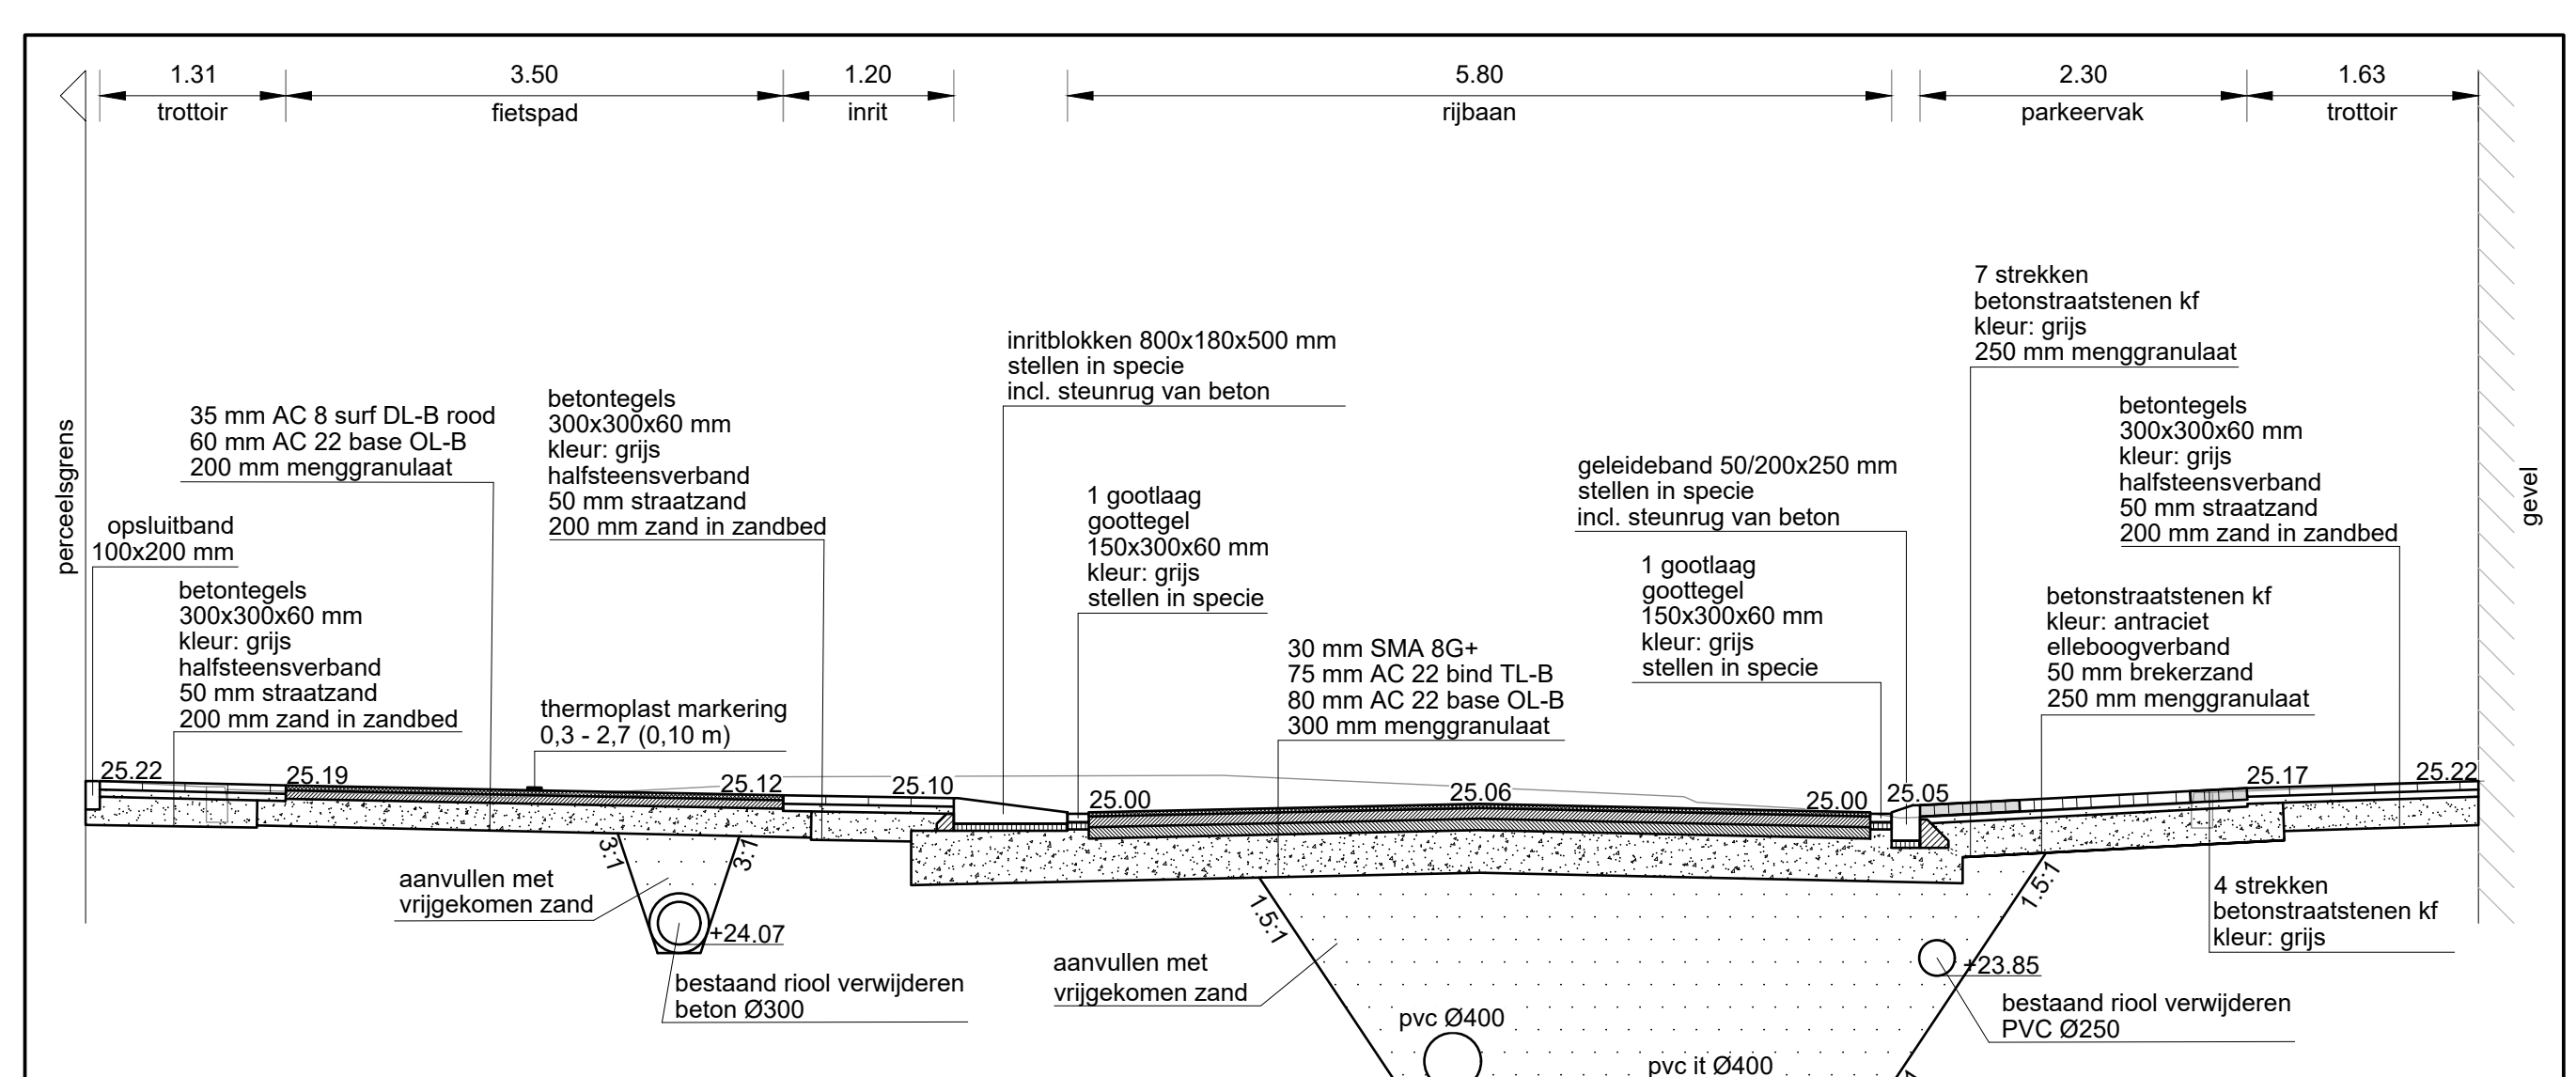 1.31
trottoir
3.50
fietspad
1.20
inrit
5.80
rijbaan
2.30
parkeervak
1.63
trottoir
perceelsgrens
gevel
opsluitband
100x200 mm
betontegels
300x300x60 mm
kleur: grijs
halfsteensverband
50 mm straatzand
200 mm zand in zandbed
35 mm AC 8 surf DL-B rood
60 mm AC 22 base OL-B
200 mm menggranulaat
thermoplast markering
0,3 - 2,7 (0,10 m)
betontegels
300x300x60 mm
kleur: grijs
halfsteensverband
50 mm straatzand
200 mm zand in zandbed
inritblokken 800x180x500 mm
stellen in specie
incl. steunrug van beton
1 gootlaag
goottegel
150x300x60 mm
kleur: grijs
stellen in specie
30 mm SMA 8G+
75 mm AC 22 bind TL-B
80 mm AC 22 base OL-B
300 mm menggranulaat
geleideband 50/200x250 mm
stellen in specie
incl. steunrug van beton
1 gootlaag
goottegel
150x300x60 mm
kleur: grijs
stellen in specie
7 strekken
betonstraatstenen kf
kleur: grijs
250 mm menggranulaat
betontegels
300x300x60 mm
kleur: grijs
halfsteensverband
50 mm straatzand
200 mm zand in zandbed
betonstraatstenen kf
kleur: antraciet
elleboogverband
50 mm brekerzand
250 mm menggranulaat
25.22
25.19
25.12
25.10
25.00
25.06
25.00
25.05
25.17
25.22
3:1
3:1
aanvullen met
vrijgekomen zand
+24.07
bestaand riool verwijderen
beton Ø300
1.5:1
1.5:1
aanvullen met
vrijgekomen zand
pvc Ø400
pvc it Ø400
+23.85
bestaand riool verwijderen
PVC Ø250
4 strekken
betonstraatstenen kf
kleur: grijs